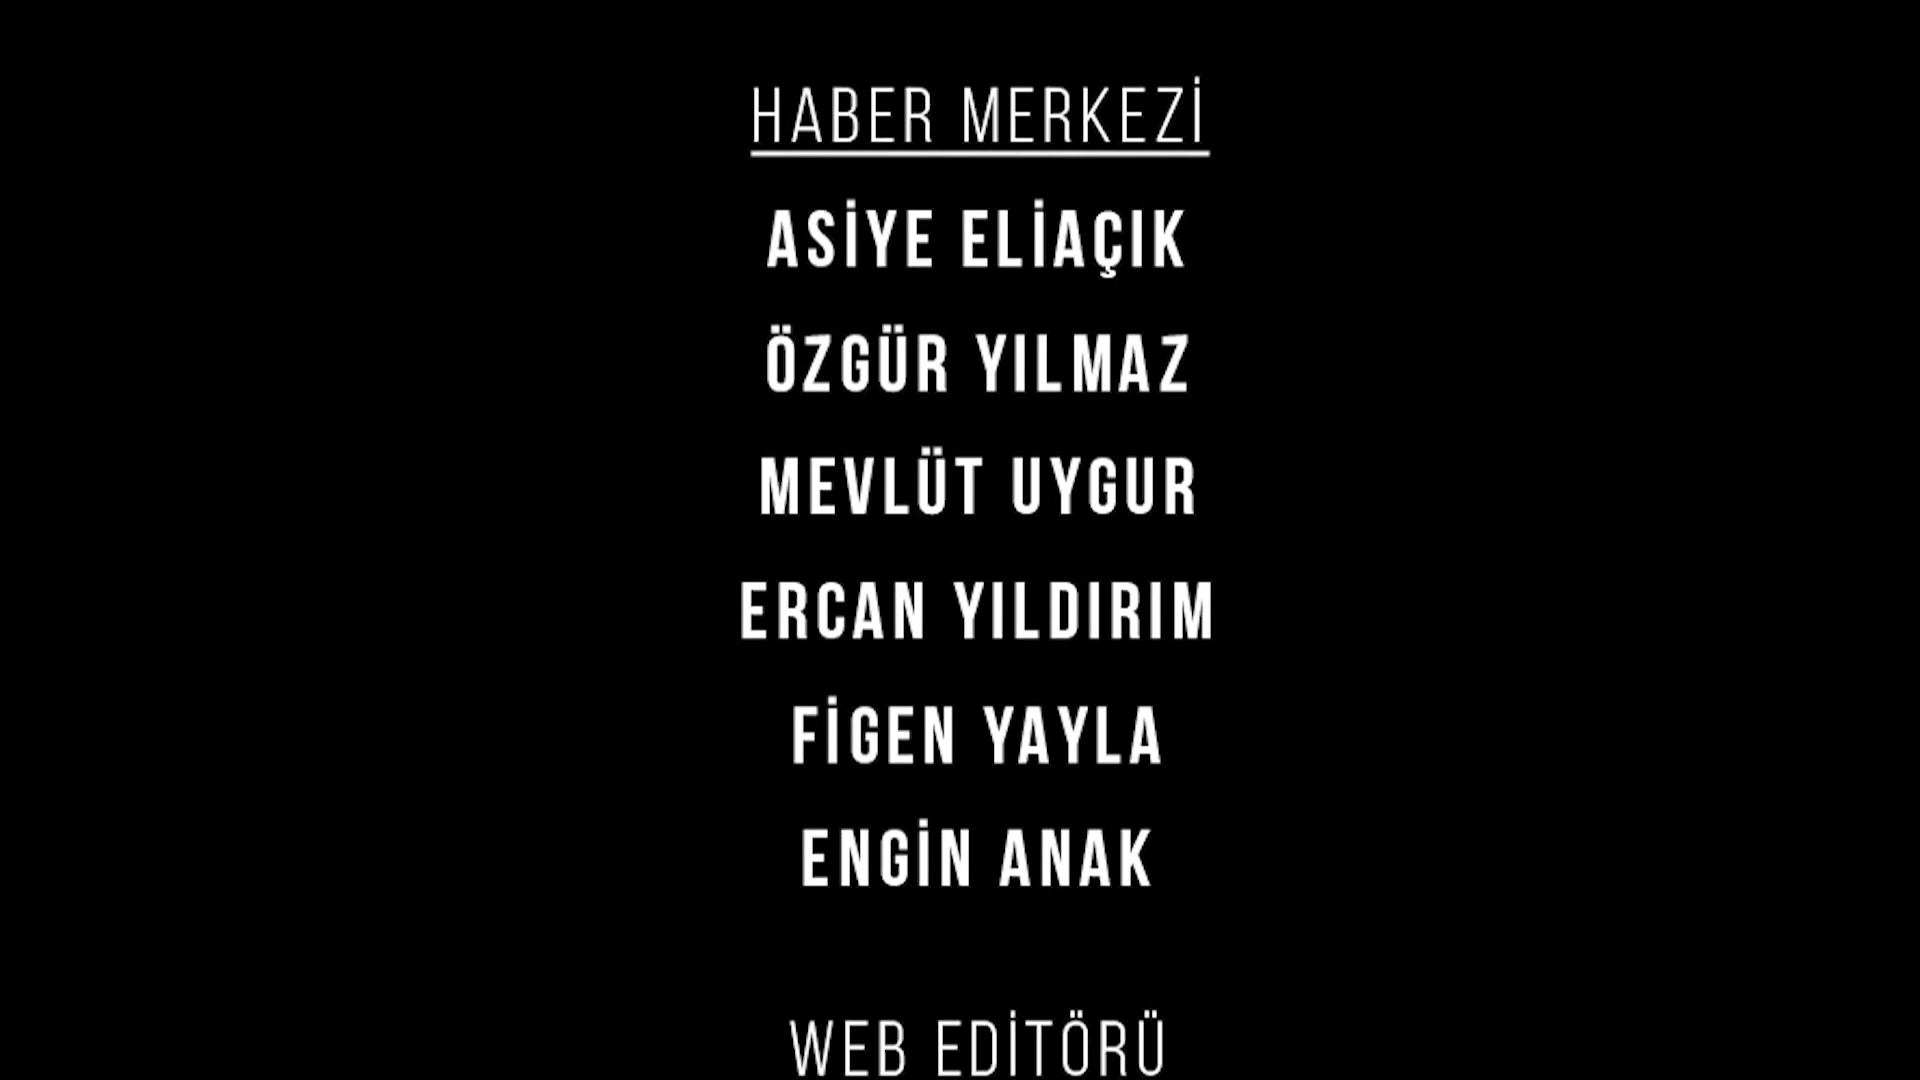 HABER MERKEZİ
ASİYE ELİAÇIK
ÖZGÜR YILMAZ
MEVLÜT UYGUR
ERCAN YILDIRIM
FİGEN YAYLA
ENGİN ANAK
WEB EDİTÖRÜ